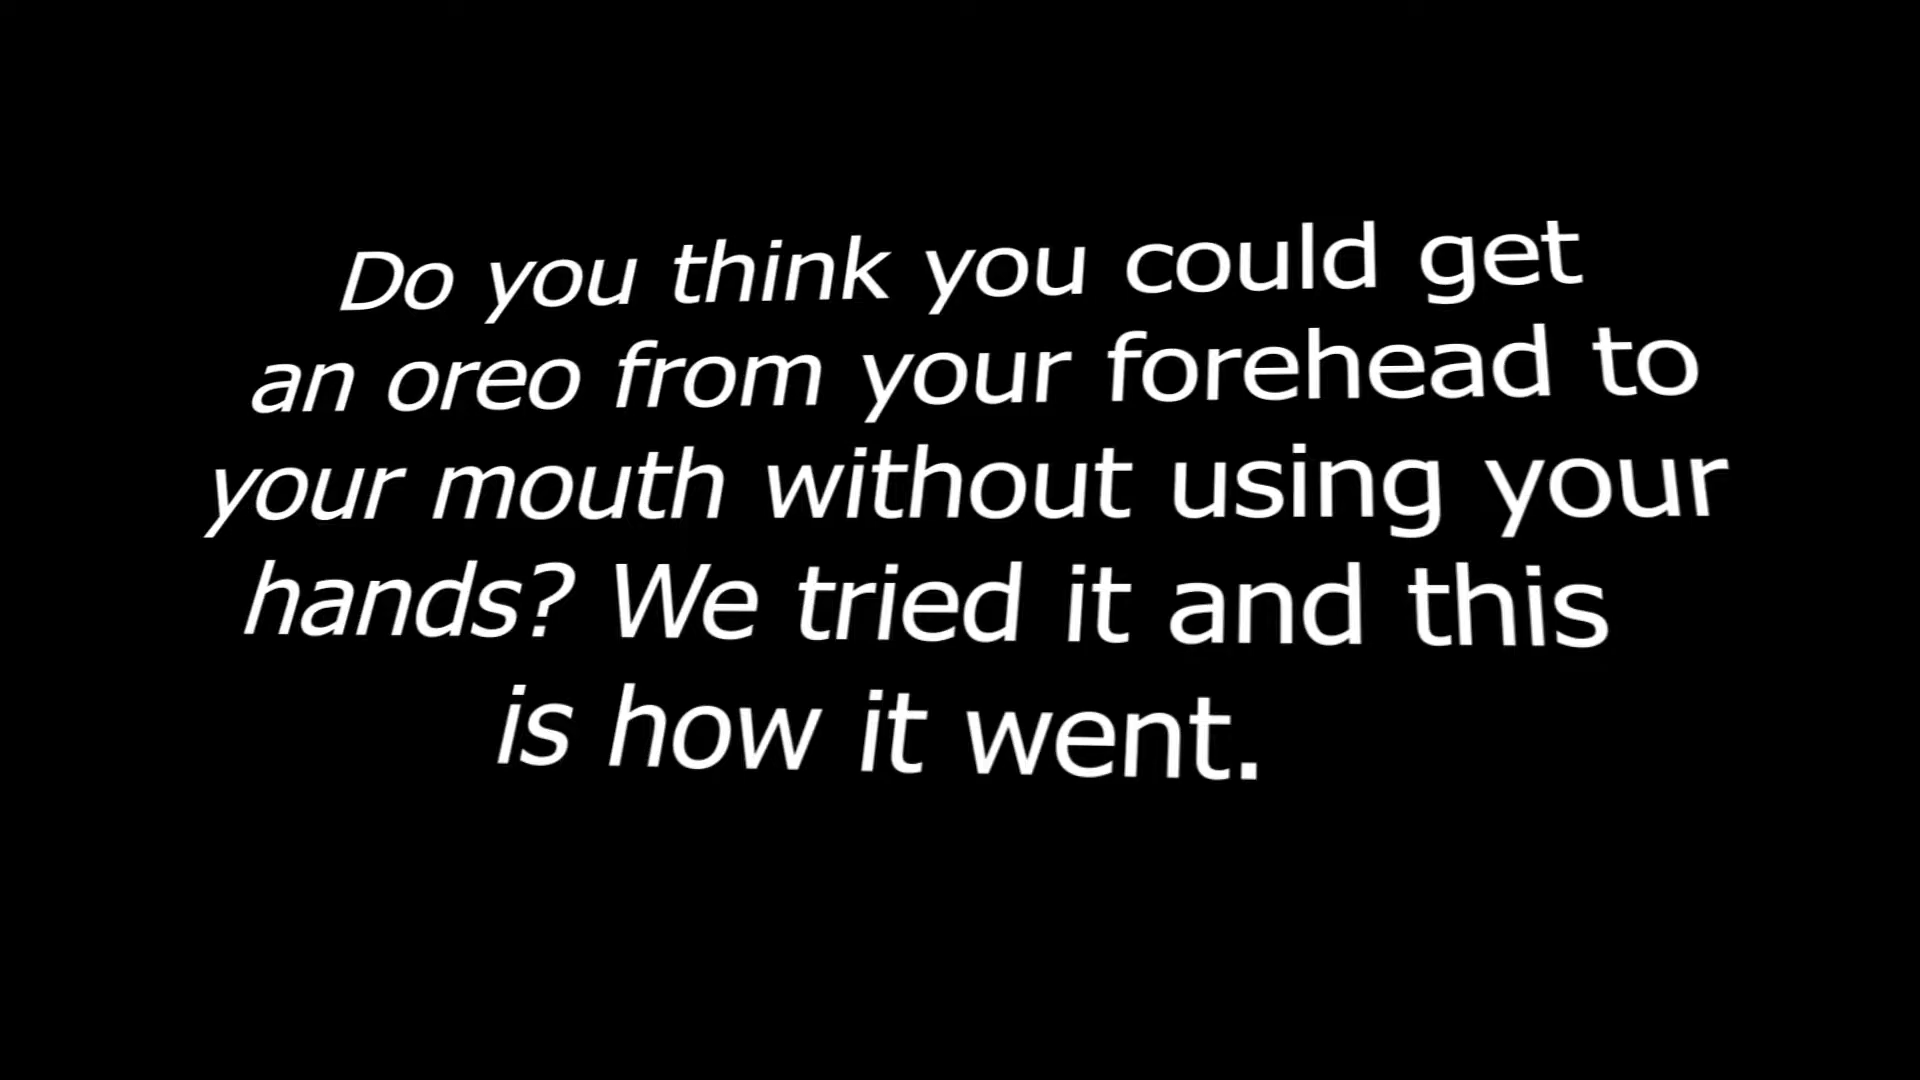 Do you think you could get
an oreo from your forehead to
your mouth without using your
hands? We tried it and this
is how it went.